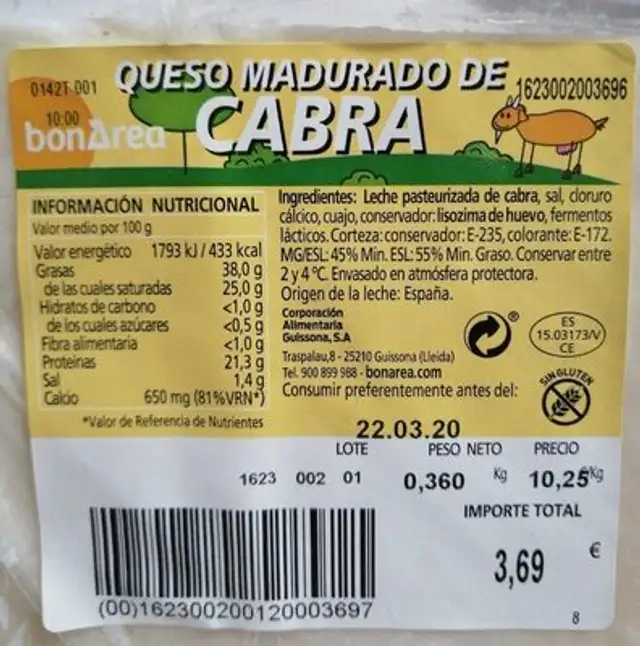 0142T 001
QUESO MADURADO DE
1623002003696
10:00
bonÀrea
CABRA
INFORMACIÓN NUTRICIONAL
Valor medio por 100 g
Valor energético 1793 kJ / 433 kcal
Grasas 38,0 g
de las cuales saturadas 25,0 g
Hidratos de carbono <1,0 g
de los cuales azúcares <0,5 g
Fibra alimentaria <1,0 g
Proteinas 21,3 g
Sal 1,4 g
Calcio 650 mg (81%VRN*)
*Valor de Referencia de Nutrientes
Ingredientes: Leche pasteurizada de cabra, sal, cloruro
cálcico, cuajo, conservador: lisozima de huevo, fermentos
lácticos. Corteza: conservador: E-235, colorante: E-172.
MG/ESL: 45% Min. ESL: 55% Min. Graso. Conservar entre
2 y 4 °C. Envasado en atmósfera protectora.
Origen de la leche: España.
Corporación
Alimentaria
Guissona, S.A
Traspalau, 8 - 25210 Guissona (Lleida)
Tel. 900 899 988 - bonarea.com
Consumir preferentemente antes del:
®
ES
15.03173/V
CE
SIN GLUTEN
22.03.20
LOTE PESO NETO PRECIO
1623 002 01 0,360 Kg 10,25 €/Kg
IMPORTE TOTAL
3,69 €
(00)162300200120003697
8